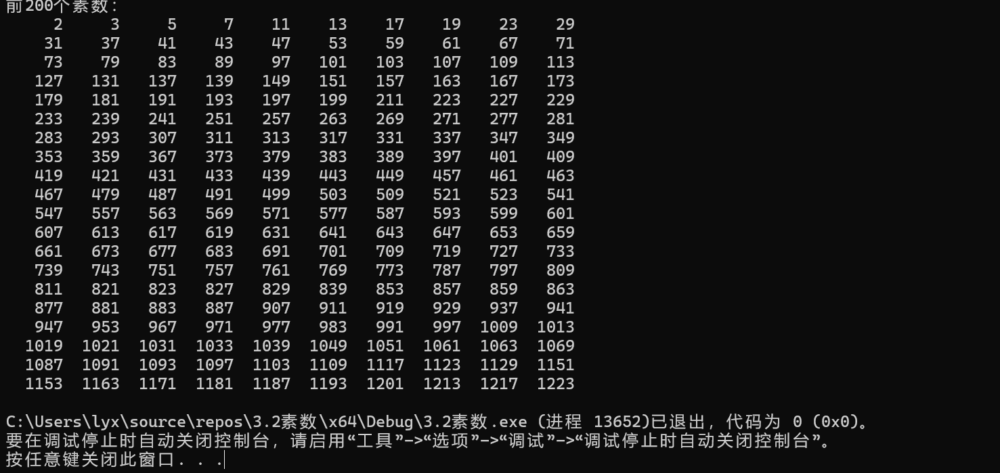 前200个素数：
2 3 5 7 11 13 17 19 23 29
31 37 41 43 47 53 59 61 67 71
73 79 83 89 97 101 103 107 109 113
127 131 137 139 149 151 157 163 167 173
179 181 191 193 197 199 211 223 227 229
233 239 241 251 257 263 269 271 277 281
283 293 307 311 313 317 331 337 347 349
353 359 367 373 379 383 389 397 401 409
419 421 431 433 439 443 449 457 461 463
467 479 487 491 499 503 509 521 523 541
547 557 563 569 571 577 587 593 599 601
607 613 617 619 631 641 643 647 653 659
661 673 677 683 691 701 709 719 727 733
739 743 751 757 761 769 773 787 797 809
811 821 823 827 829 839 853 857 859 863
877 881 883 887 907 911 919 929 937 941
947 953 967 971 977 983 991 997 1009 1013
1019 1021 1031 1033 1039 1049 1051 1061 1063 1069
1087 1091 1093 1097 1103 1109 1117 1123 1129 1151
1153 1163 1171 1181 1187 1193 1201 1213 1217 1223
C:\Users\lyx\source\repos\3.2素数\x64\Debug\3.2素数.exe (进程 13652)已退出，代码为 0 (0x0)。
要在调试停止时自动关闭控制台，请启用“工具”->“选项”->“调试”->“调试停止时自动关闭控制台”。
按任意键关闭此窗口. . .